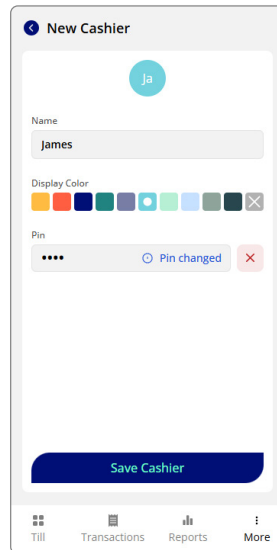 New Cashier
Ja
Name
James
Display Color
Pin
•••• Pin changed
Save Cashier
Till Transactions Reports More